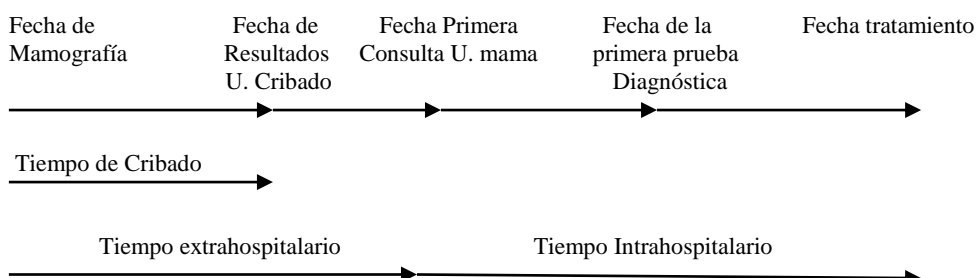 Fecha de Mamografía
Fecha de Resultados U. Cribado
Fecha Primera Consulta U. mama
Fecha de la primera prueba Diagnóstica
Fecha tratamiento
Tiempo de Cribado
Tiempo extrahospitalario
Tiempo Intrahospitalario